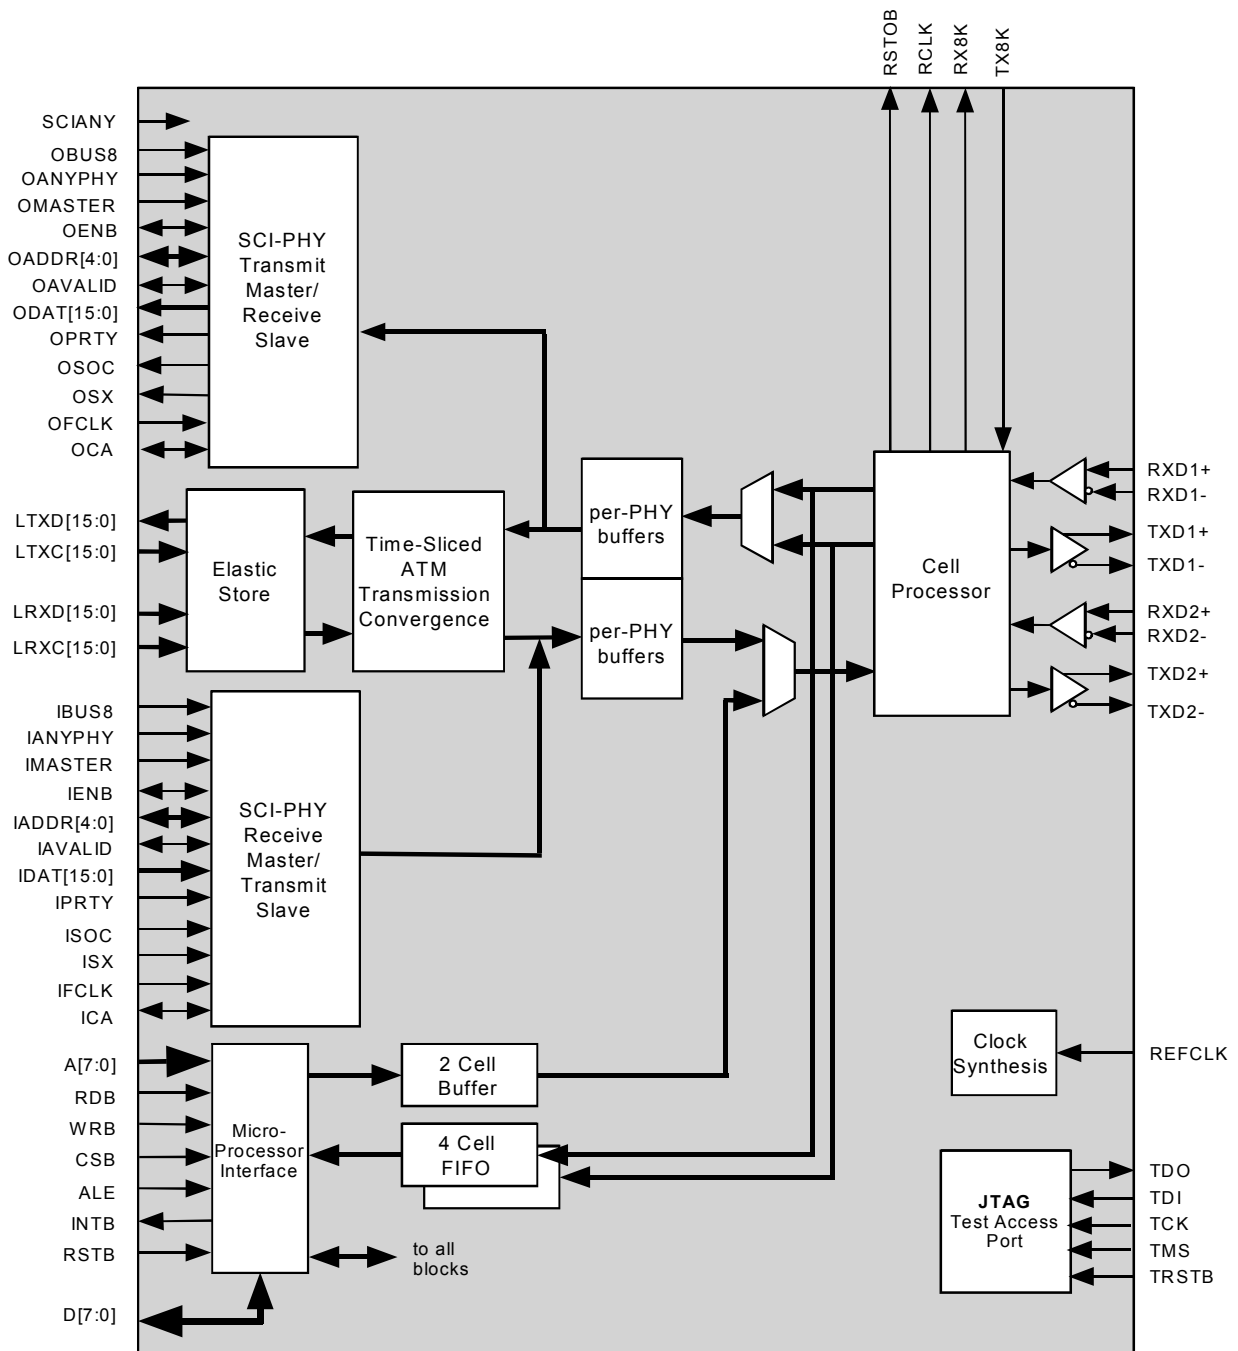 RSTOB
RCLK
RX8K
TX8K
SCIANY
OBUS8
OANYPHY
OMASTER
OENB
OADDR[4:0]
OAVALID
ODAT[15:0]
OPRTY
OSOC
OSX
OFCLK
OCA
SCI-PHY
Transmit
Master/
Receive
Slave
LTXD[15:0]
LTXC[15:0]
LRXD[15:0]
LRXC[15:0]
Elastic
Store
Time-Sliced
ATM
Transmission
Convergence
per-PHY
buffers
per-PHY
buffers
Cell
Processor
RXD1+
RXD1-
TXD1+
TXD1-
RXD2+
RXD2-
TXD2+
TXD2-
IBUS8
IANYPHY
IMASTER
IENB
IADDR[4:0]
IAVALID
IDAT[15:0]
IPRTY
ISOC
ISX
IFCLK
ICA
SCI-PHY
Receive
Master/
Transmit
Slave
A[7:0]
RDB
WRB
CSB
ALE
INTB
RSTB
D[7:0]
Micro-
Processor
Interface
2 Cell
Buffer
4 Cell
FIFO
to all
blocks
Clock
Synthesis
REFCLK
JTAG
Test Access
Port
TDO
TDI
TCK
TMS
TRSTB